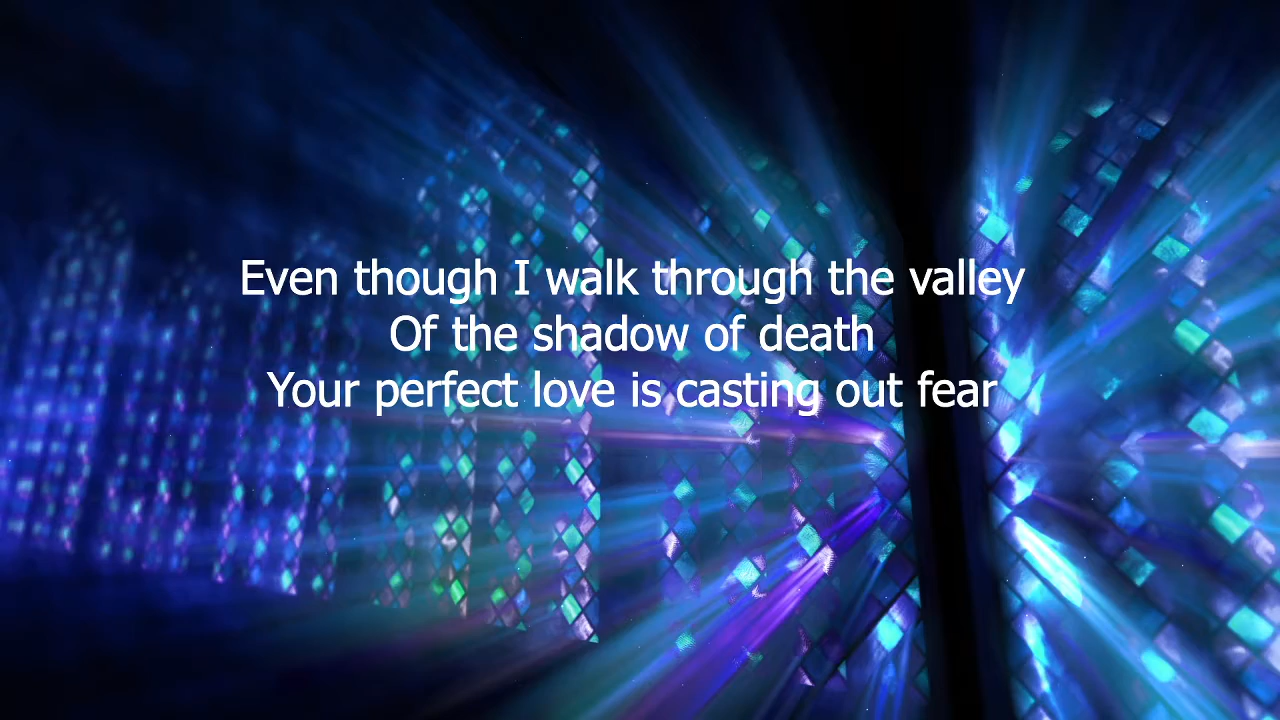 Even though I walk through the valley
Of the shadow of death
Your perfect love is casting out fear